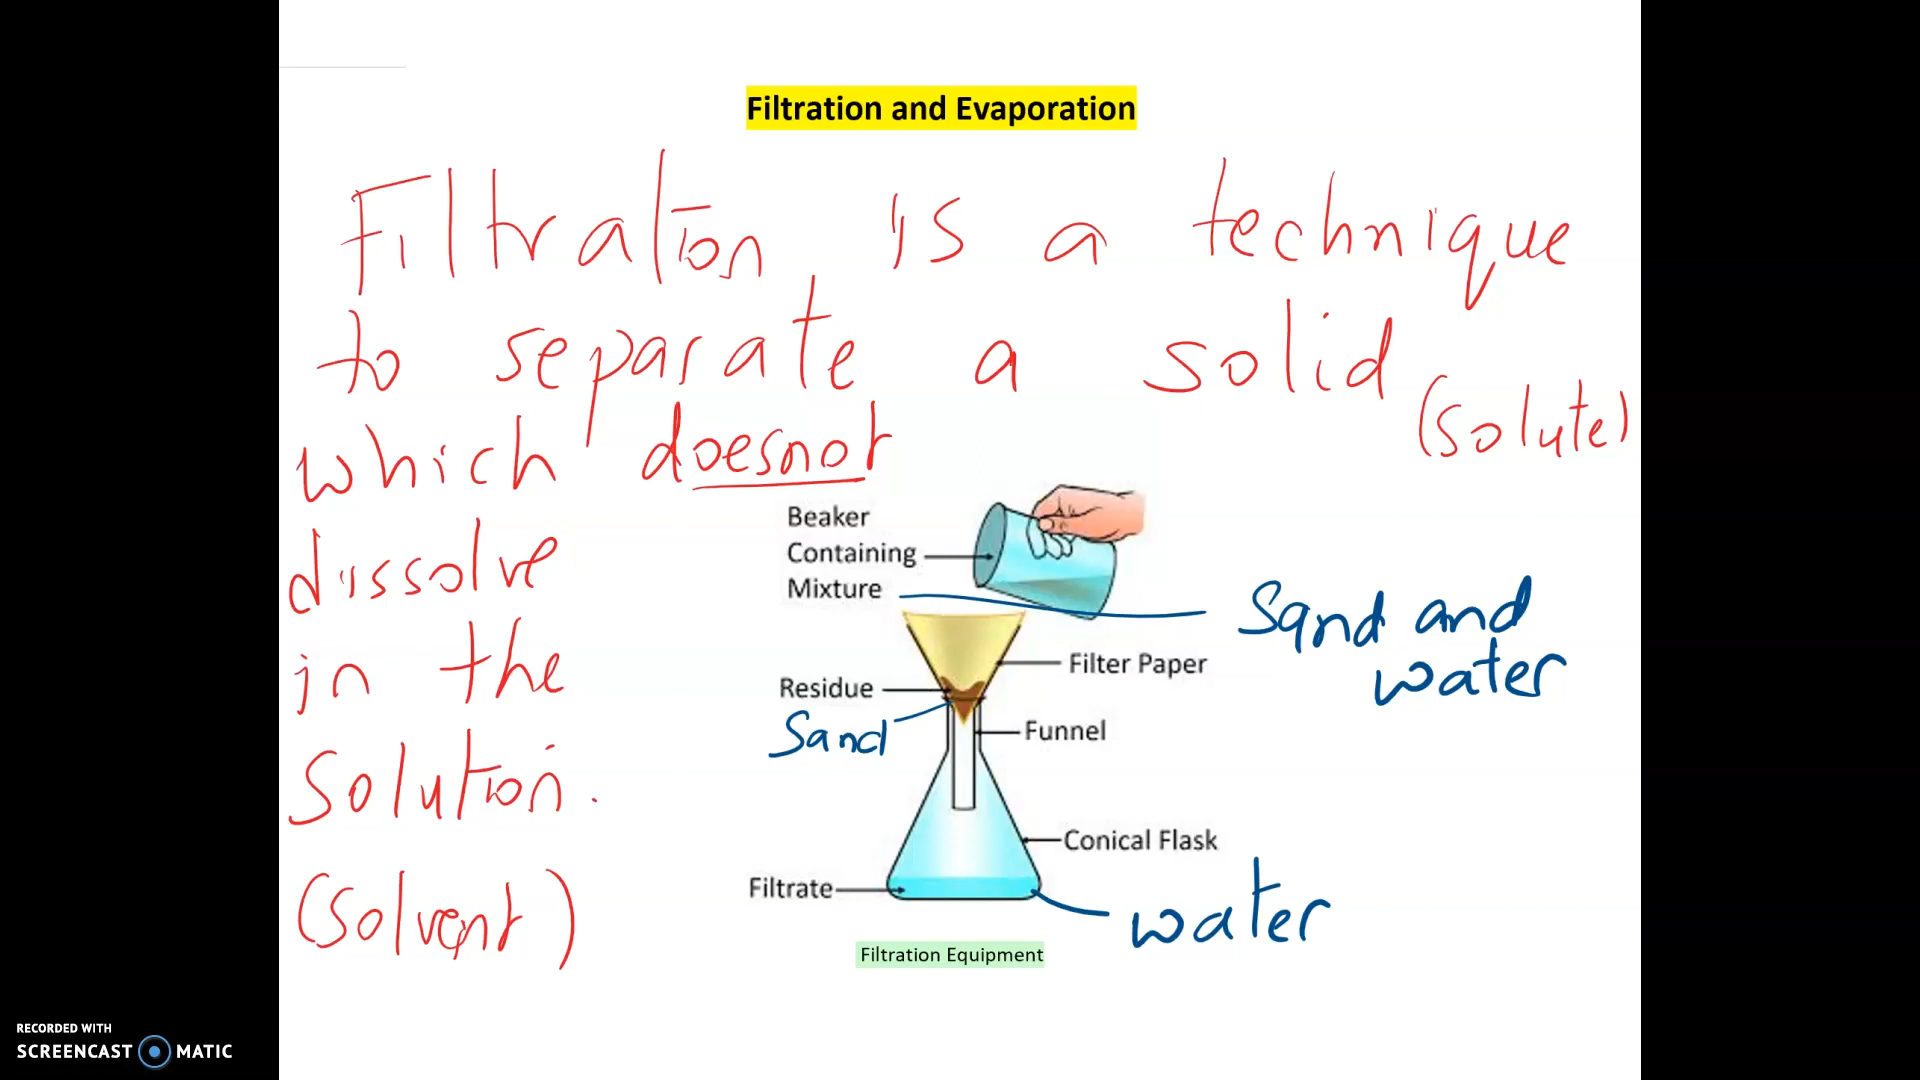 Filtration and Evaporation
Filtration is a technique
to separate a solid
(solute)
which doesnot
dissolve
in the
solution.
(solvent)
Beaker
Containing
Mixture
Sand and
water
Filter Paper
Residue
Sand
Funnel
Conical Flask
Filtrate
water
Filtration Equipment
RECORDED WITH
SCREENCAST MATIC